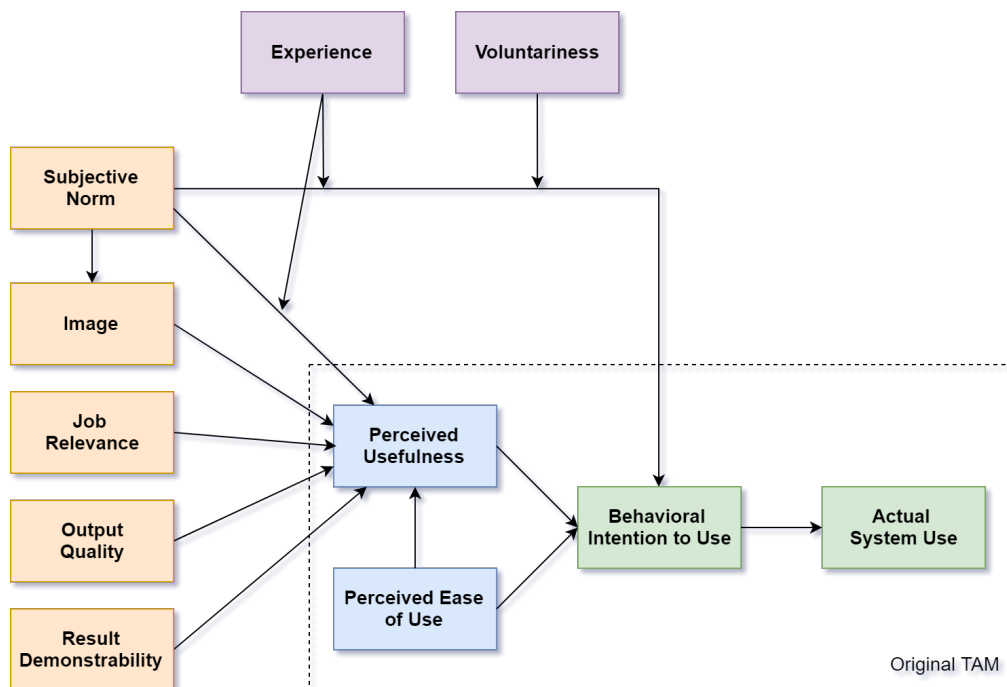 Experience
Voluntariness
Subjective
Norm
Image
Job
Relevance
Perceived
Usefulness
Output
Quality
Behavioral
Intention to Use
Actual
System Use
Perceived Ease
of Use
Result
Demonstrability
Original TAM